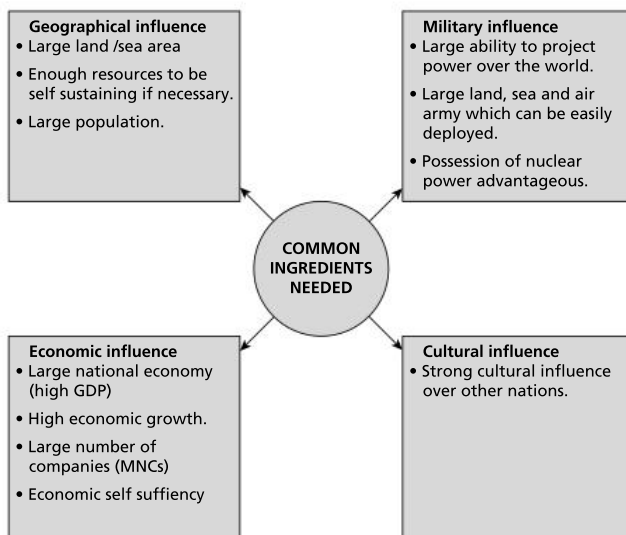 Geographical influence
• Large land /sea area
• Enough resources to be
self sustaining if necessary.
• Large population.
Military influence
• Large ability to project
power over the world.
• Large land, sea and air
army which can be easily
deployed.
• Possession of nuclear
power advantageous.
COMMON
INGREDIENTS
NEEDED
Economic influence
• Large national economy
(high GDP)
• High economic growth.
• Large number of
companies (MNCs)
• Economic self suffiency
Cultural influence
• Strong cultural influence
over other nations.